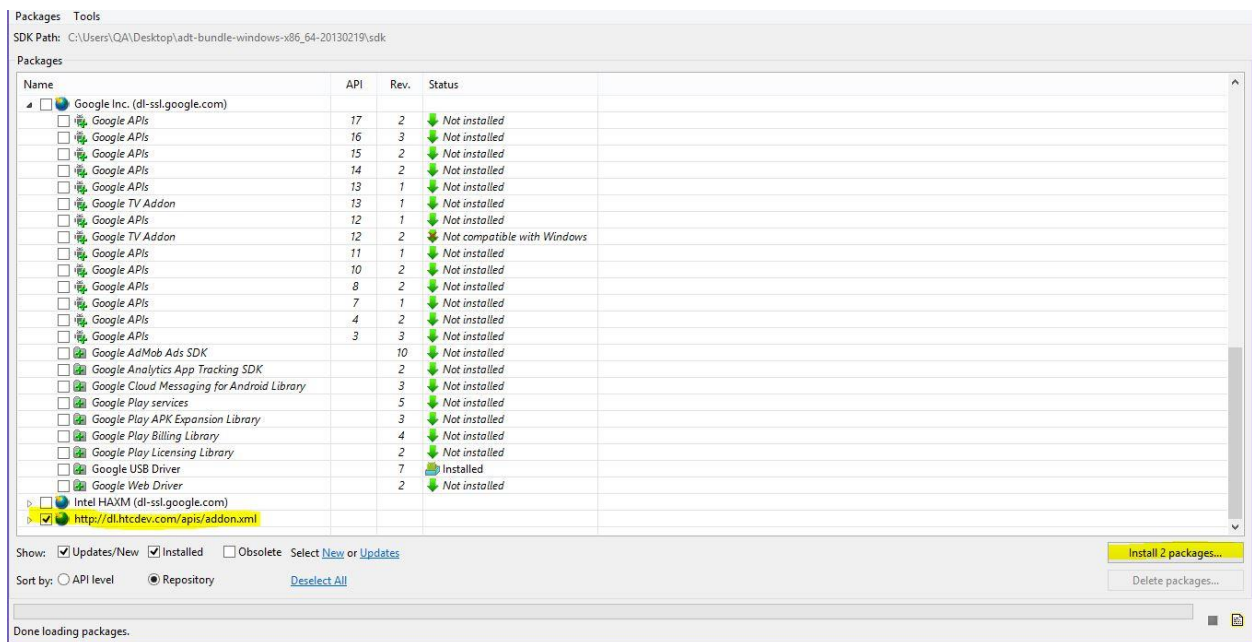 Packages Tools
SDK Path: C:\Users\QA\Desktop\adt-bundle-windows-x86_64-20130219\sdk
Packages
Name API Rev. Status
Google Inc. (dl-ssl.google.com)
Google APIs 17 2 Not installed
Google APIs 16 3 Not installed
Google APIs 15 2 Not installed
Google APIs 14 2 Not installed
Google APIs 13 1 Not installed
Google TV Addon 13 1 Not installed
Google APIs 12 1 Not installed
Google TV Addon 12 2 Not compatible with Windows
Google APIs 11 1 Not installed
Google APIs 10 2 Not installed
Google APIs 8 2 Not installed
Google APIs 7 1 Not installed
Google APIs 4 2 Not installed
Google APIs 3 3 Not installed
Google AdMob Ads SDK 10 Not installed
Google Analytics App Tracking SDK 2 Not installed
Google Cloud Messaging for Android Library 3 Not installed
Google Play services 5 Not installed
Google Play APK Expansion Library 3 Not installed
Google Play Billing Library 4 Not installed
Google Play Licensing Library 2 Not installed
Google USB Driver 7 Installed
Google Web Driver 2 Not installed
Intel HAXM (dl-ssl.google.com)
http://dl.htcdev.com/apis/addon.xml
Show: Updates/New Installed Obsolete Select New or Updates Install 2 packages...
Sort by: API level Repository Deselect All Delete packages...
Done loading packages.